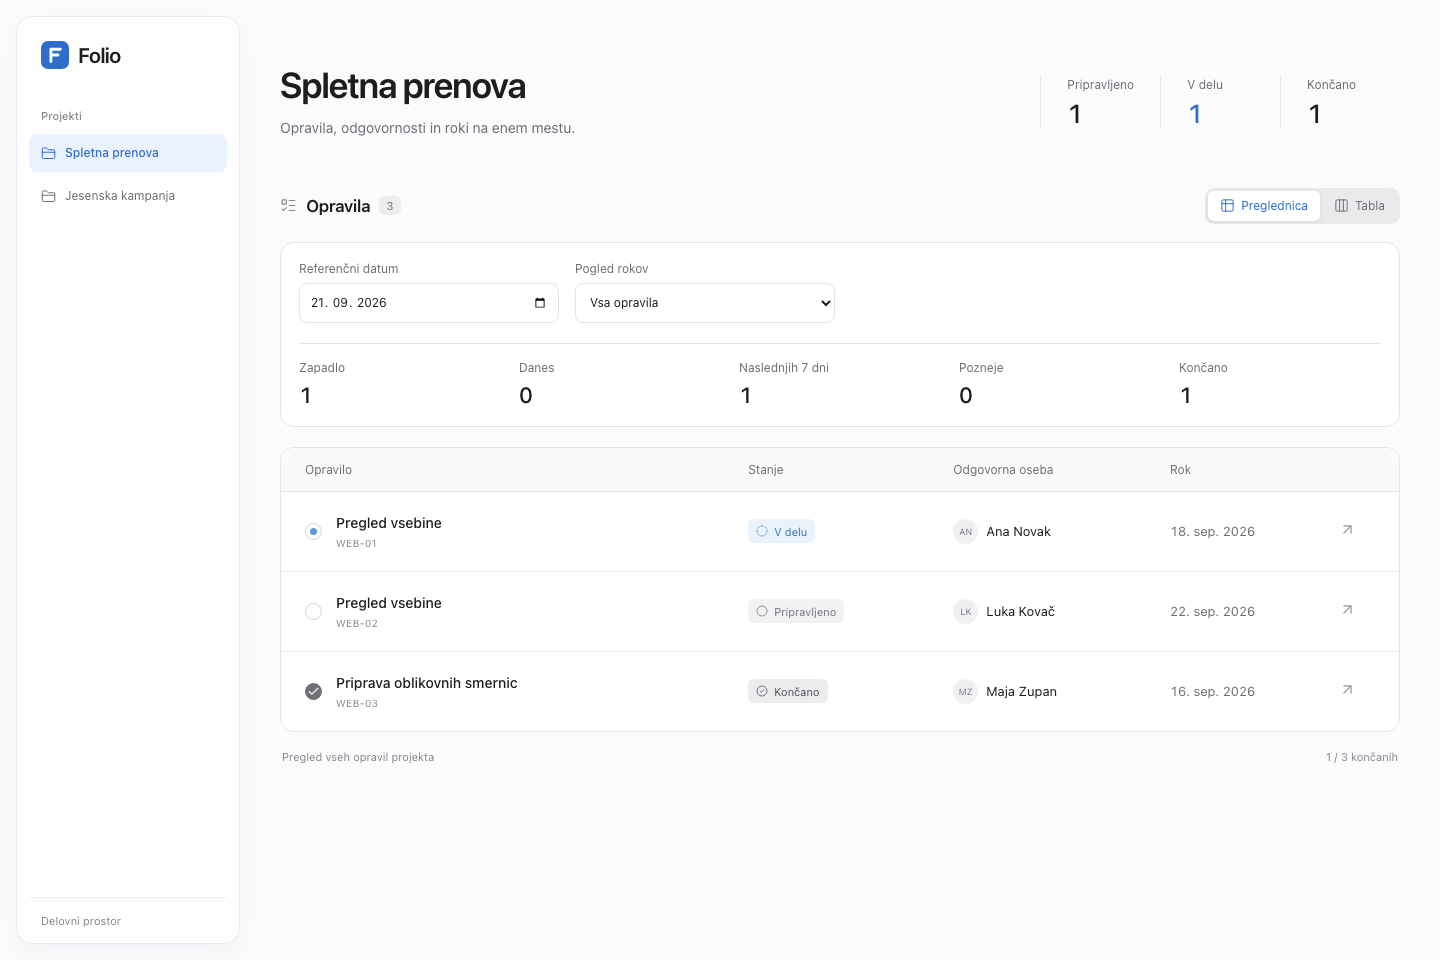 Folio
Projekti
Spletna prenova
Jesenska kampanja
Delovni prostor
Spletna prenova
Opravila, odgovornosti in roki na enem mestu.
Pripravljeno
1
V delu
1
Končano
1
Opravila 3
Preglednica
Tabla
Referenčni datum
21. 09. 2026
Pogled rokov
Vsa opravila
Zapadlo
1
Danes
0
Naslednjih 7 dni
1
Pozneje
0
Končano
1
Opravilo Stanje Odgovorna oseba Rok
Pregled vsebine
WEB-01
V delu
AN Ana Novak
18. sep. 2026
Pregled vsebine
WEB-02
Pripravljeno
LK Luka Kovač
22. sep. 2026
Priprava oblikovnih smernic
WEB-03
Končano
MZ Maja Zupan
16. sep. 2026
Pregled vseh opravil projekta
1 / 3 končanih